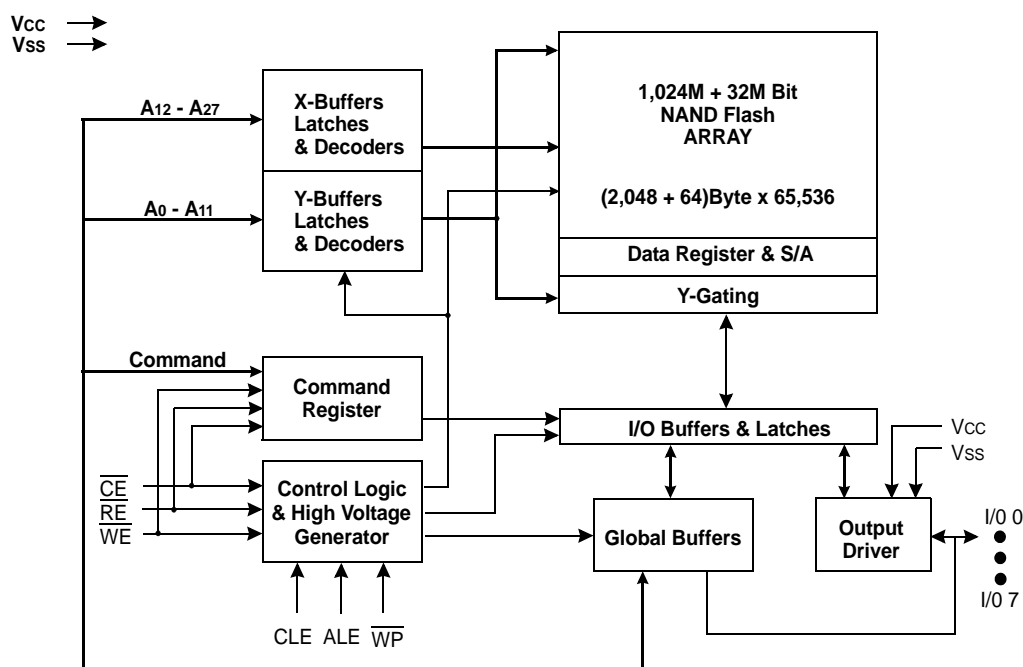 VCC
VSS
A12 - A27
X-Buffers
Latches
& Decoders
1,024M + 32M Bit
NAND Flash
ARRAY
(2,048 + 64)Byte x 65,536
A0 - A11
Y-Buffers
Latches
& Decoders
Data Register & S/A
Y-Gating
Command
Command
Register
I/O Buffers & Latches
VCC
VSS
CE
RE
WE
Control Logic
& High Voltage
Generator
Global Buffers
Output
Driver
I/0 0
I/0 7
CLE ALE WP